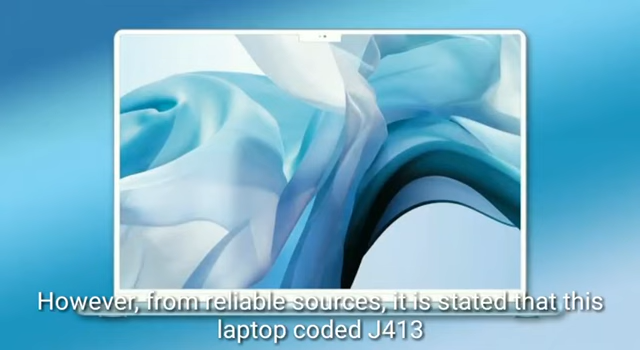 However, from reliable sources, it is stated that this
laptop coded J413